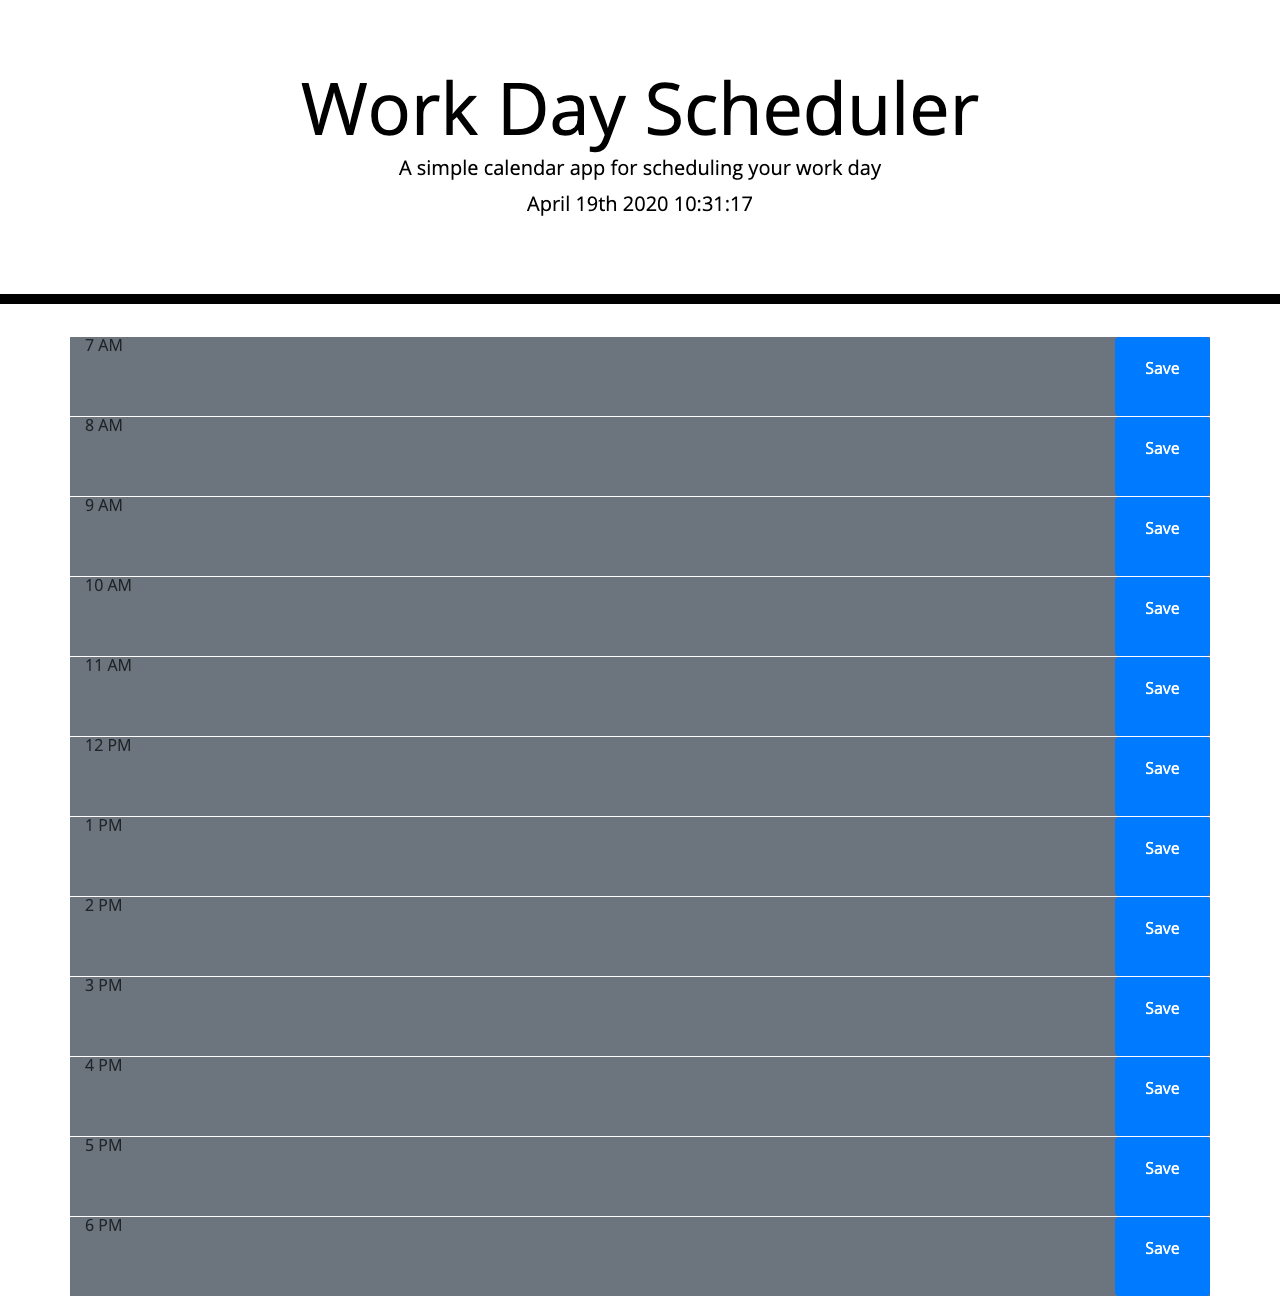 Work Day Scheduler
A simple calendar app for scheduling your work day
April 19th 2020 10:31:17
7 AM
Save
8 AM
Save
9 AM
Save
10 AM
Save
11 AM
Save
12 PM
Save
1 PM
Save
2 PM
Save
3 PM
Save
4 PM
Save
5 PM
Save
6 PM
Save